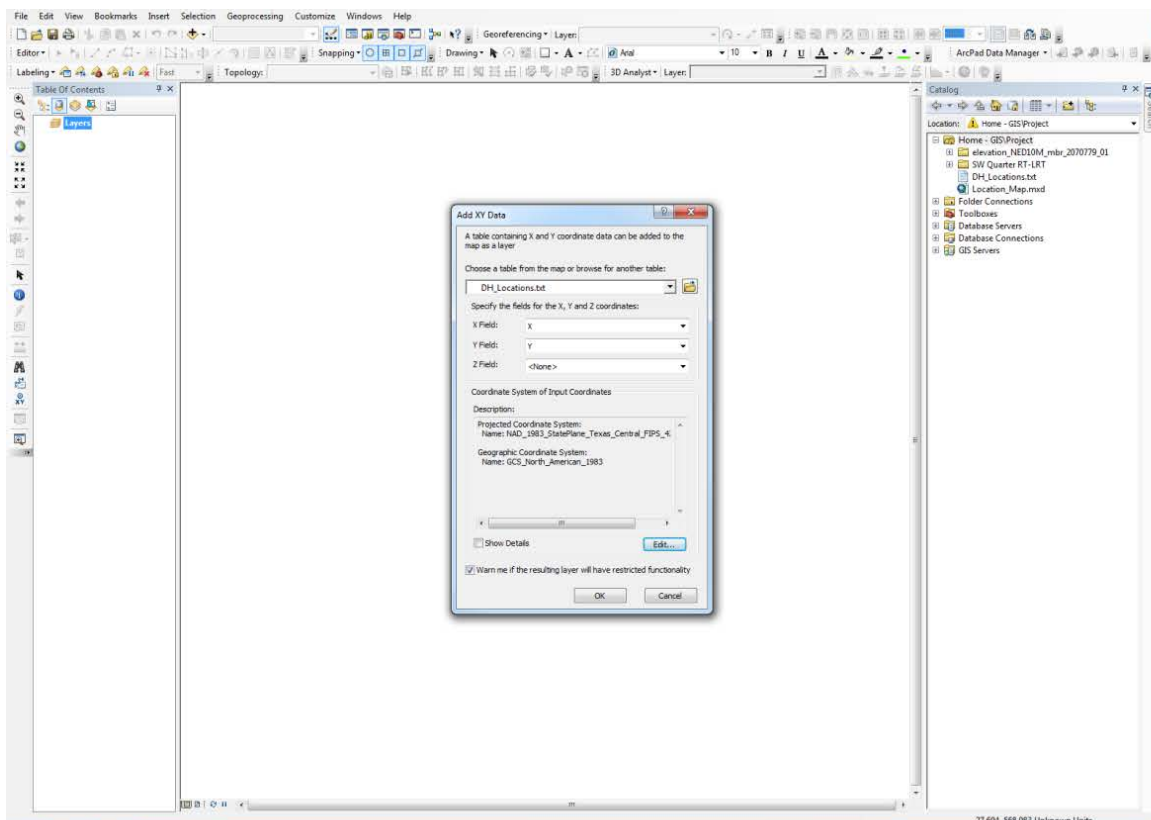 File Edit View Bookmarks Insert Selection Geoprocessing Customize Windows Help
Georeferencing Layer:
Editor Snapping Drawing Arial 10 B I U A ArcPad Data Manager
Labeling Fast Topology: 3D Analyst Layer:
Table Of Contents
Layers
Add XY Data
A table containing X and Y coordinate data can be added to the
map as a layer
Choose a table from the map or browse for another table:
DH_Locations.txt
Specify the fields for the X, Y and Z coordinates:
X Field: X
Y Field: Y
Z Field: <None>
Coordinate System of Input Coordinates
Description:
Projected Coordinate System:
Name: NAD_1983_StatePlane_Texas_Central_FIPS_4
Geographic Coordinate System:
Name: GCS_North_American_1983
Show Details
Edit...
Warn me if the resulting layer will have restricted functionality
OK Cancel
Catalog
Location: Home - GIS\Project
Home - GIS\Project
elevation_NED10M_mbr_2070779_01
SW Quarter RT-LRT
DH_Locations.txt
Location_Map.mxd
Folder Connections
Toolboxes
Database Servers
Database Connections
GIS Servers